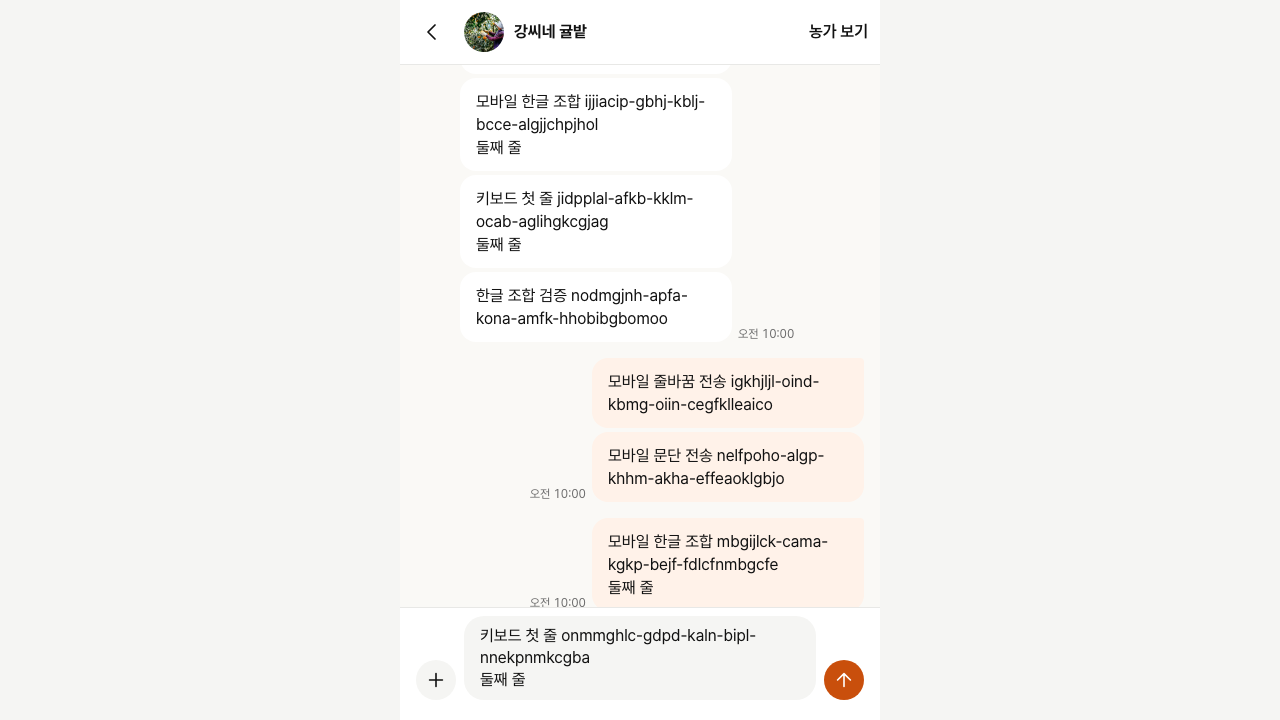 강씨네 귤밭
농가 보기
모바일 한글 조합 ijjiacip-gbhj-kblj-
bcce-algjjchpjhol
둘째 줄
키보드 첫 줄 jidpplal-afkb-kklm-
ocab-aglihgkcgjag
둘째 줄
한글 조합 검증 nodmgjnh-apfa-
kona-amfk-hhobibgbomoo
오전 10:00
모바일 줄바꿈 전송 igkhjljl-oind-
kbmg-oiin-cegfklleaico
모바일 문단 전송 nelfpoho-algp-
khhm-akha-effeaoklgbjo
오전 10:00
모바일 한글 조합 mbgijlck-cama-
kgkp-bejf-fdlcfnmbgcfe
둘째 줄
오전 10:00
키보드 첫 줄 onmmghlc-gdpd-kaln-bipl-
nnekpnmkcgba
둘째 줄